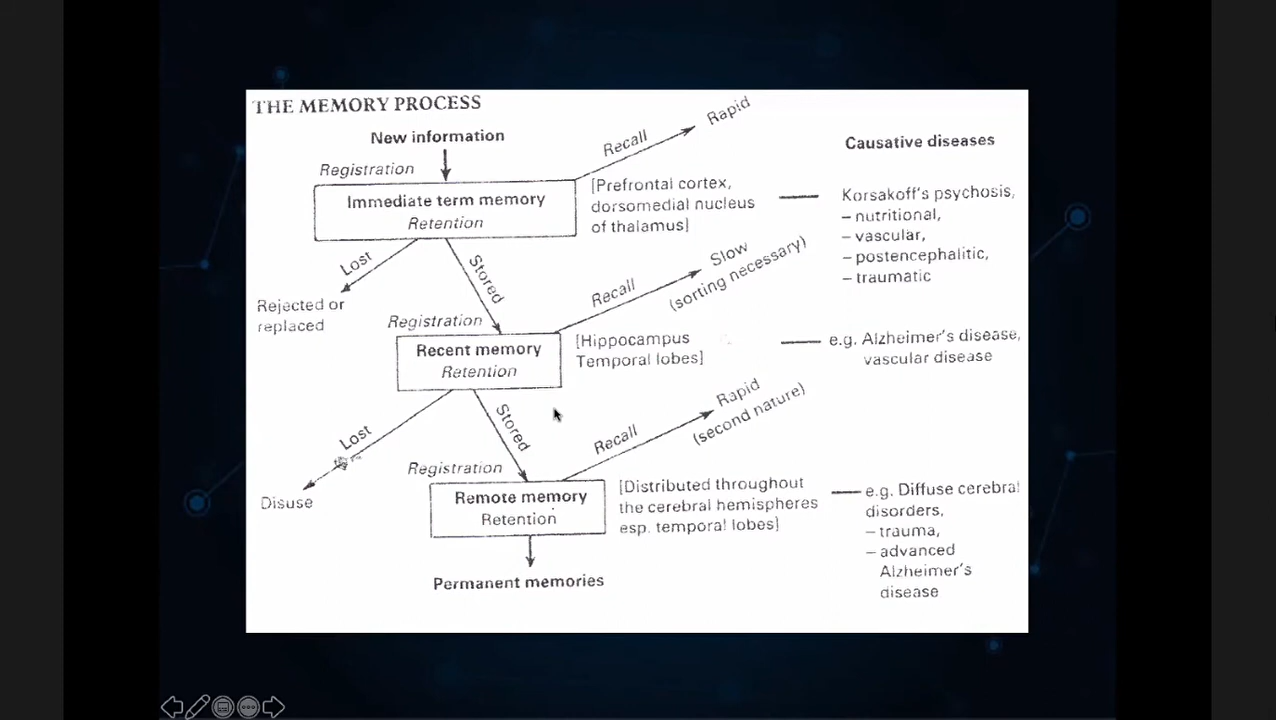 THE MEMORY PROCESS
New information
Recall
Rapid
Causative diseases
Registration
Immediate term memory
Retention
[Prefrontal cortex,
dorsomedial nucleus
of thalamus]
Korsakoff's psychosis,
– nutritional,
– vascular,
– postencephalitic,
– traumatic
Lost
Rejected or
replaced
Stored
Recall
Slow
(sorting necessary)
Registration
Recent memory
Retention
[Hippocampus
Temporal lobes]
e.g. Alzheimer's disease,
vascular disease
Lost
Disuse
Stored
Recall
Rapid
(second nature)
Registration
Remote memory
Retention
[Distributed throughout
the cerebral hemispheres
esp. temporal lobes]
e.g. Diffuse cerebral
disorders,
– trauma,
– advanced
Alzheimer's
disease
Permanent memories